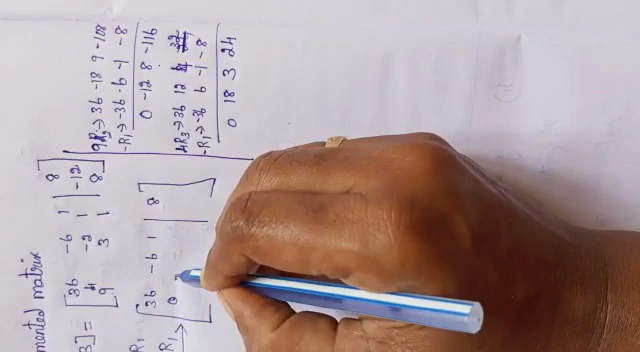 mented matrix
3] = [36 -6 1 | 8
4 -2 1 | -12
9 3 1 | 8]
R1
R1 →
[36 -6 1 | 8
0
9R2 → 36 -18 9 -108
-R1 → -36 -6 -1 -8
0 -12 8 -116
4R3 → 36 12 4 32
-R1 → -36 6 -1 -8
0 18 3 24